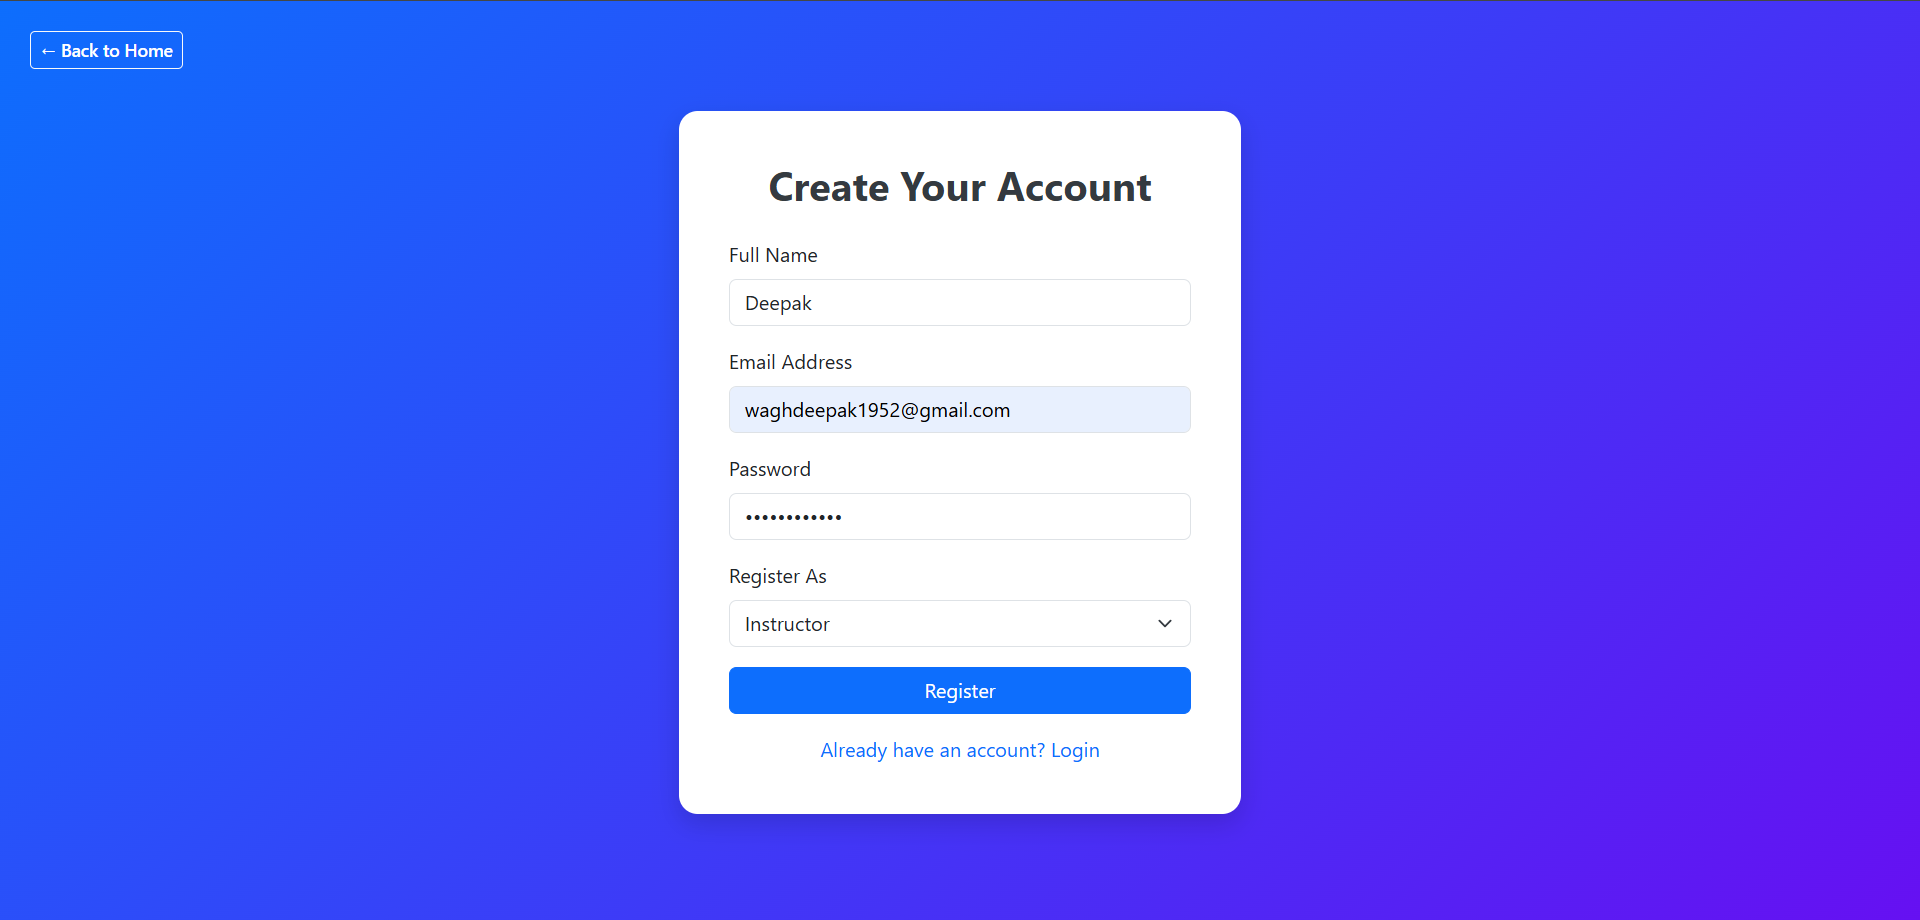 ← Back to Home
Create Your Account
Full Name
Deepak
Email Address
waghdeepak1952@gmail.com
Password
••••••••••••
Register As
Instructor
Register
Already have an account? Login